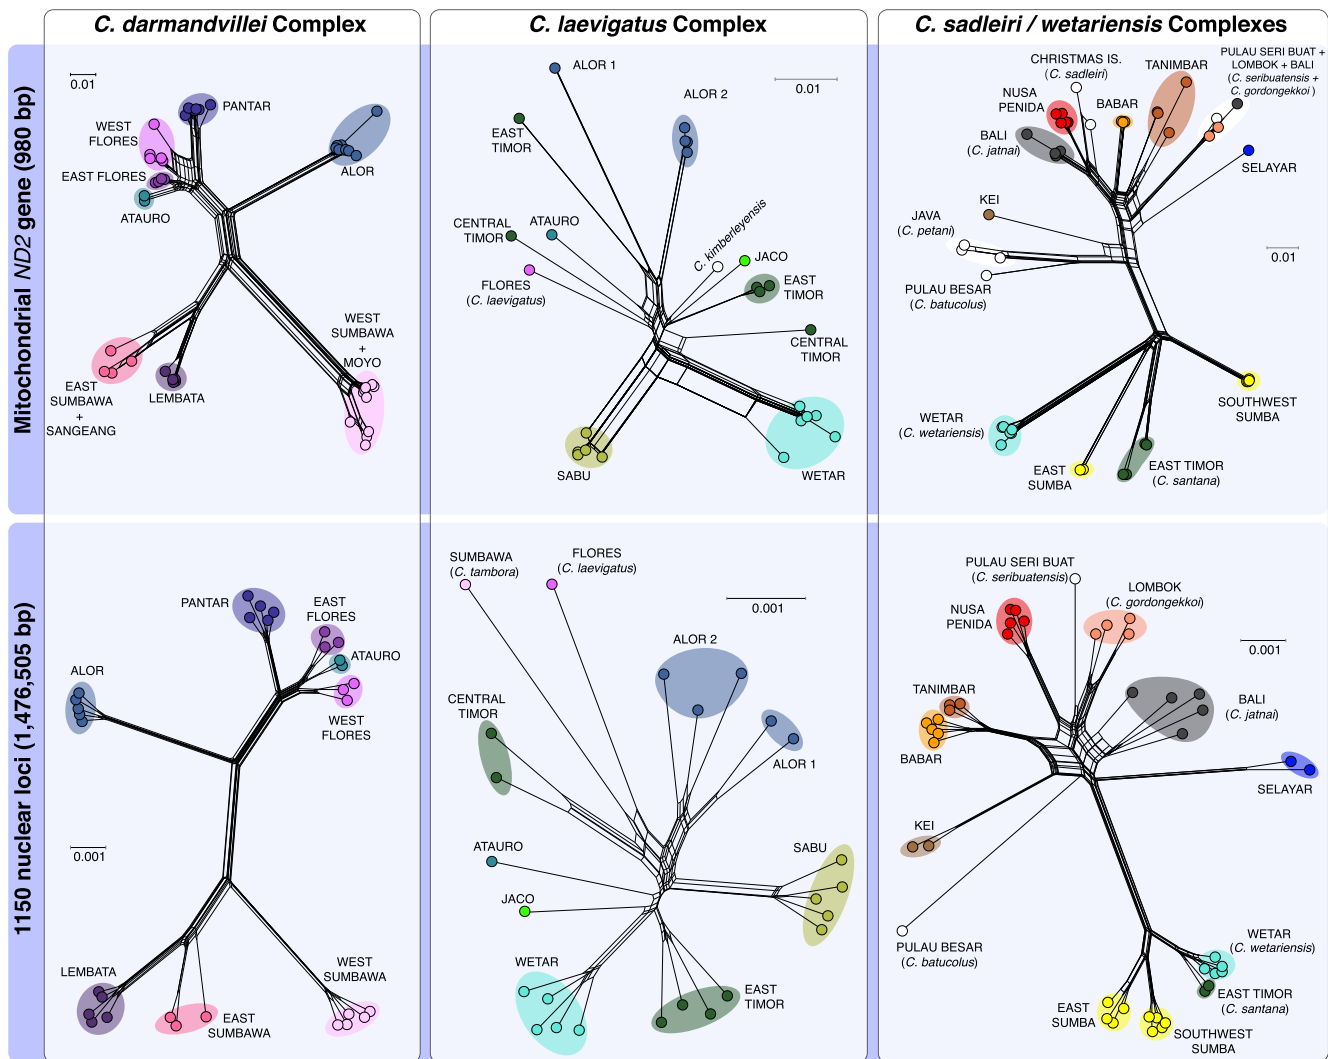 C. darmandvillei Complex
C. laevigatus Complex
C. sadleiri / wetariensis Complexes
Mitochondrial ND2 gene (980 bp)
0.01
PANTAR
WEST
FLORES
EAST FLORES
ATAURO
ALOR
WEST
SUMBAWA
+
MOYO
EAST
SUMBAWA
+
SANGEANG
LEMBATA
ALOR 1
0.01
ALOR 2
EAST
TIMOR
CENTRAL
TIMOR
ATAURO
C. kimberleyensis
JACO
FLORES
(C. laevigatus)
EAST
TIMOR
CENTRAL
TIMOR
SABU
WETAR
CHRISTMAS IS.
(C. sadleiri)
TANIMBAR
PULAU SERI BUAT +
LOMBOK + BALI
(C. seribuatensis +
C. gordongekkoi )
NUSA
PENIDA
BABAR
BALI
(C. jatnai)
SELAYAR
KEI
JAVA
(C. petani)
0.01
PULAU BESAR
(C. batucolus)
SOUTHWEST
SUMBA
WETAR
(C. wetariensis)
EAST
SUMBA
EAST TIMOR
(C. santana)
1150 nuclear loci (1,476,505 bp)
PANTAR
EAST
FLORES
ATAURO
ALOR
WEST
FLORES
0.001
LEMBATA
EAST
SUMBAWA
WEST
SUMBAWA
SUMBAWA
(C. tambora)
FLORES
(C. laevigatus)
0.001
ALOR 2
CENTRAL
TIMOR
ALOR 1
ATAURO
SABU
JACO
WETAR
EAST
TIMOR
PULAU SERI BUAT
(C. seribuatensis)
LOMBOK
(C. gordongekkoi)
NUSA
PENIDA
0.001
TANIMBAR
BALI
(C. jatnai)
BABAR
SELAYAR
KEI
PULAU BESAR
(C. batucolus)
WETAR
(C. wetariensis)
EAST TIMOR
(C. santana)
EAST
SUMBA
SOUTHWEST
SUMBA